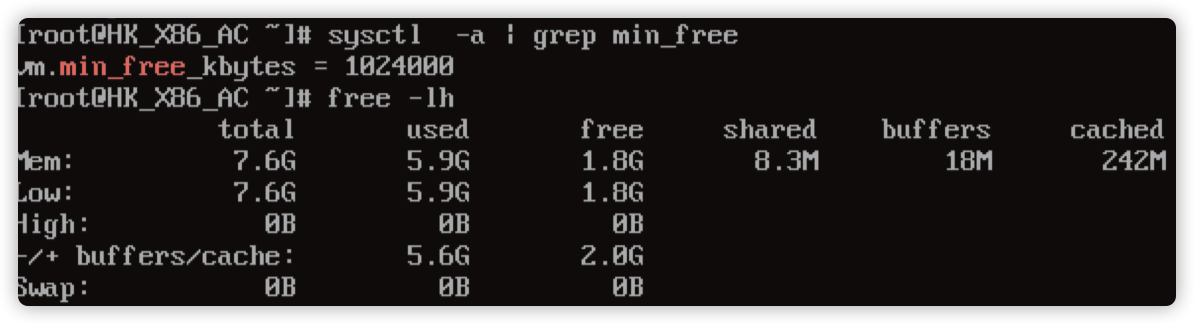 [root@HK_X86_AC ~]# sysctl  -a | grep min_free
vm.min_free_kbytes = 1024000
[root@HK_X86_AC ~]# free -lh
             total       used       free     shared    buffers     cached
Mem:          7.6G       5.9G       1.8G       8.3M        18M       242M
Low:          7.6G       5.9G       1.8G
High:           0B         0B         0B
-/+ buffers/cache:       5.6G       2.0G
Swap:           0B         0B         0B